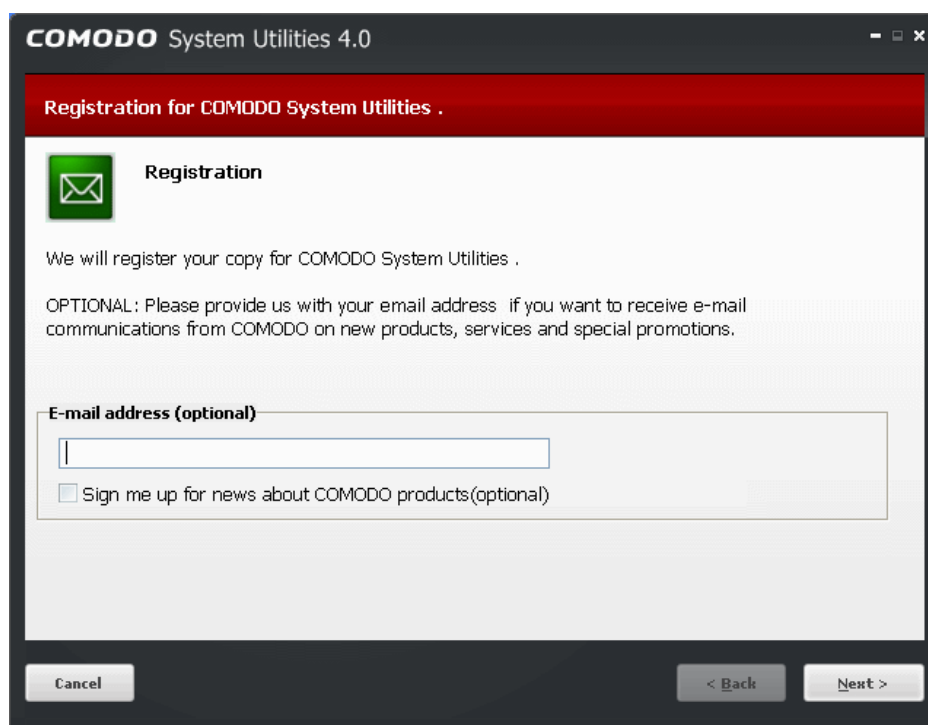 COMODO System Utilities 4.0
Registration for COMODO System Utilities .
Registration
We will register your copy for COMODO System Utilities .
OPTIONAL: Please provide us with your email address if you want to receive e-mail
communications from COMODO on new products, services and special promotions.
E-mail address (optional)
Sign me up for news about COMODO products(optional)
Cancel
< Back
Next >